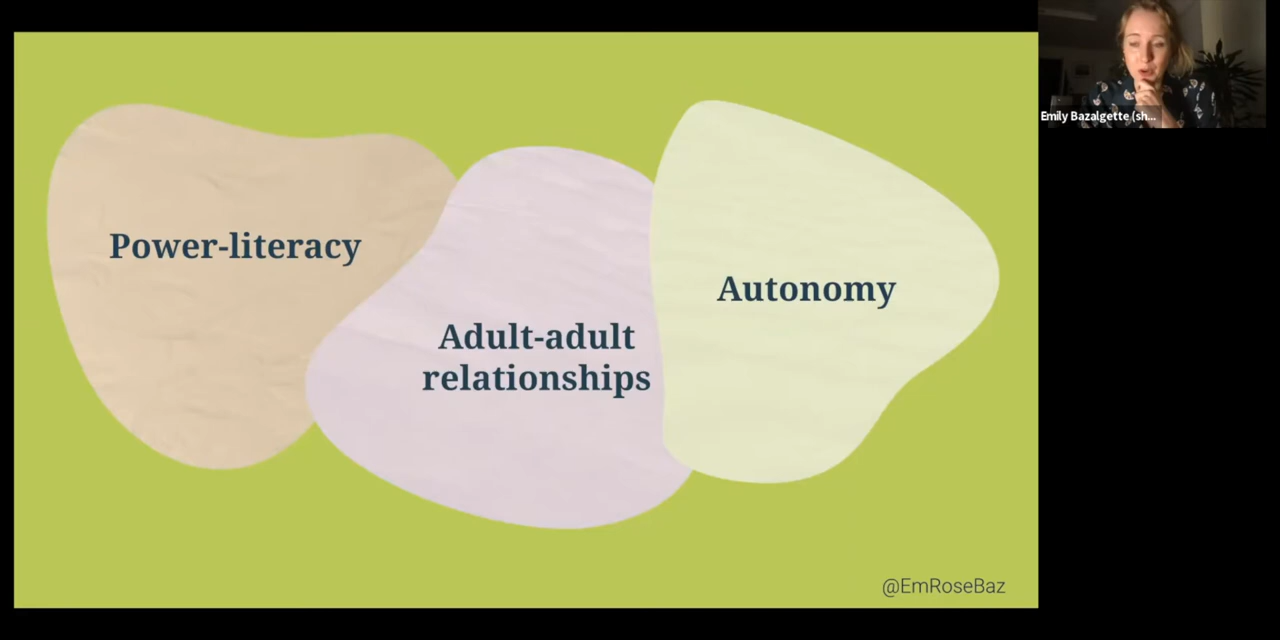 Emily Bazalgette (sh...
Power-literacy
Adult-adult
relationships
Autonomy
@EmRoseBaz